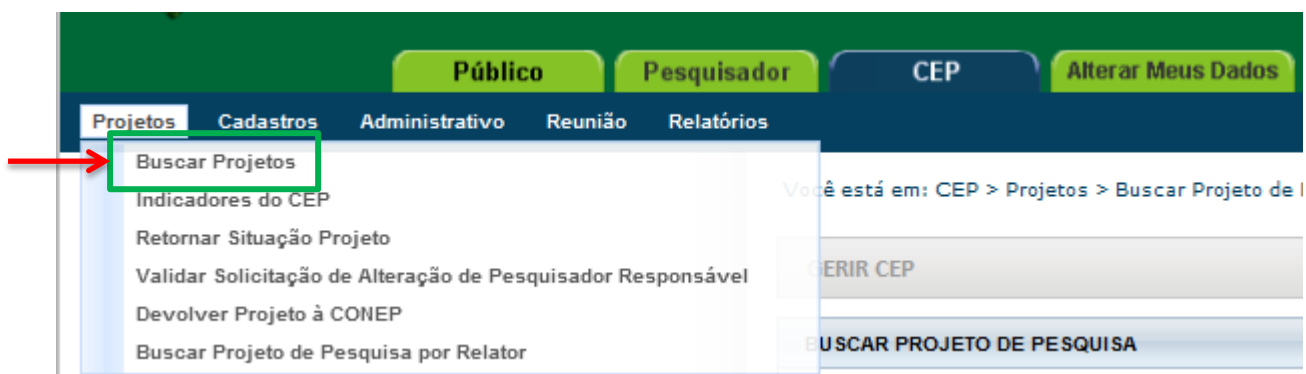 Público Pesquisador CEP Alterar Meus Dados
Projetos Cadastros Administrativo Reunião Relatórios
Buscar Projetos
Indicadores do CEP
Retornar Situação Projeto
Validar Solicitação de Alteração de Pesquisador Responsável
Devolver Projeto à CONEP
Buscar Projeto de Pesquisa por Relator
Você está em: CEP > Projetos > Buscar Projeto de
GERIR CEP
BUSCAR PROJETO DE PESQUISA